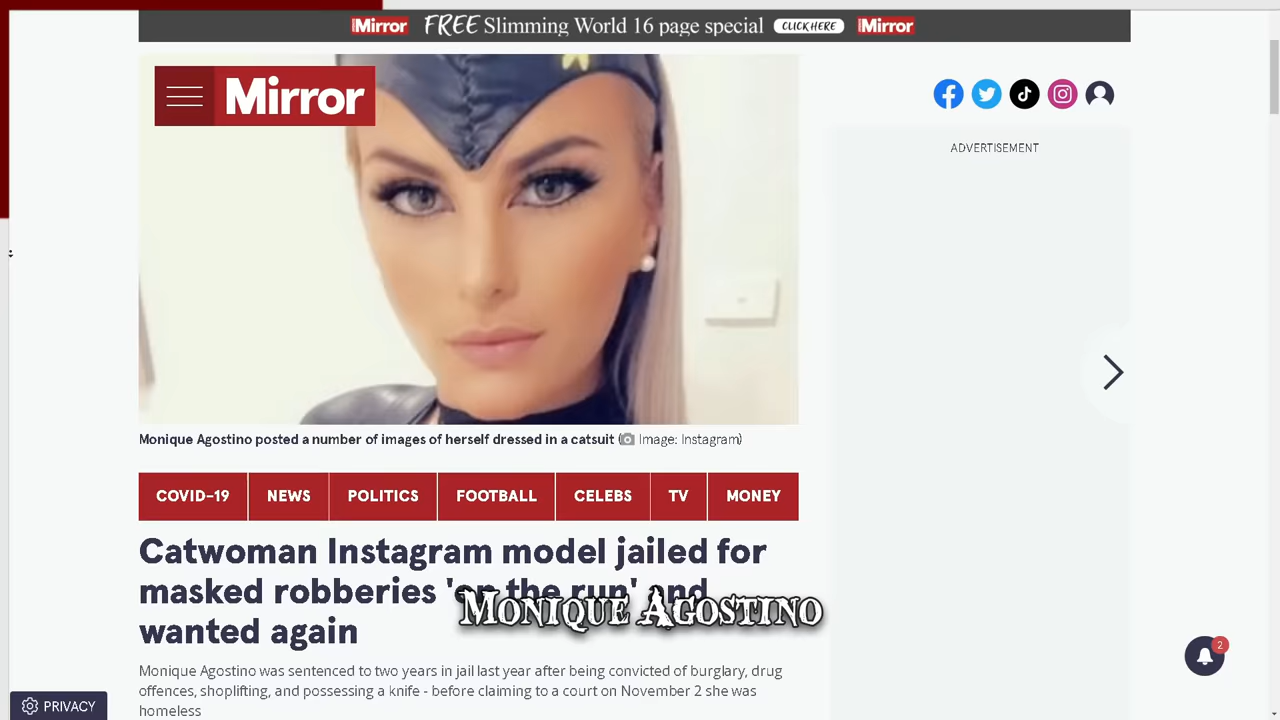 Mirror FREE Slimming World 16 page special CLICK HERE Mirror
Mirror
ADVERTISEMENT
Monique Agostino posted a number of images of herself dressed in a catsuit ( Image: Instagram)
COVID-19 NEWS POLITICS FOOTBALL CELEBS TV MONEY
Catwoman Instagram model jailed for
masked robberies 'on the run' and
wanted again
Monique Agostino
Monique Agostino was sentenced to two years in jail last year after being convicted of burglary, drug
offences, shoplifting, and possessing a knife - before claiming to a court on November 2 she was
homeless
2
PRIVACY